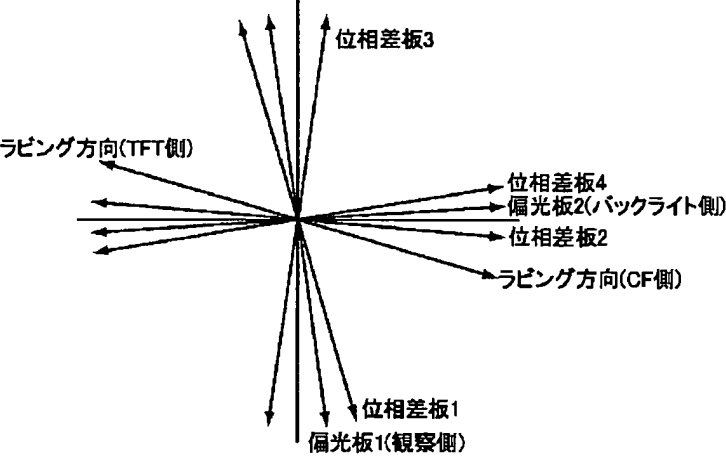 位相差板3
ラビング方向(TFT側)
位相差板4
偏光板2(バックライト側)
位相差板2
ラビング方向(CF側)
位相差板1
偏光板1(観察側)